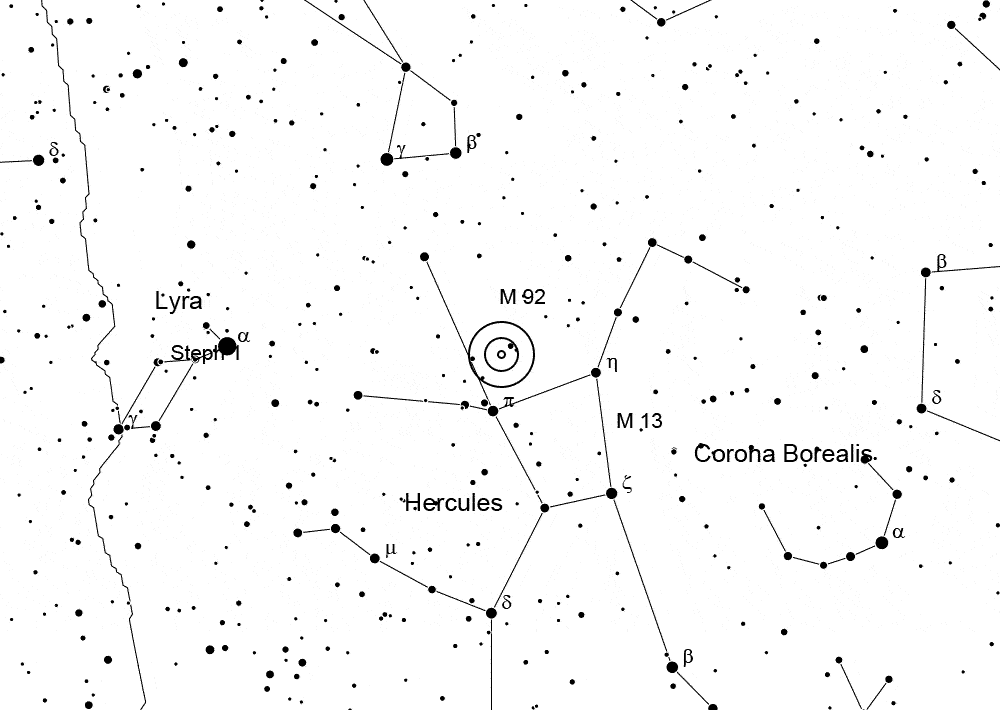 γ
β
δ
β
M 92
Lyra
α
Steph 1
η
π
δ
M 13
γ
Corona Borealis
ζ
Hercules
α
μ
δ
β